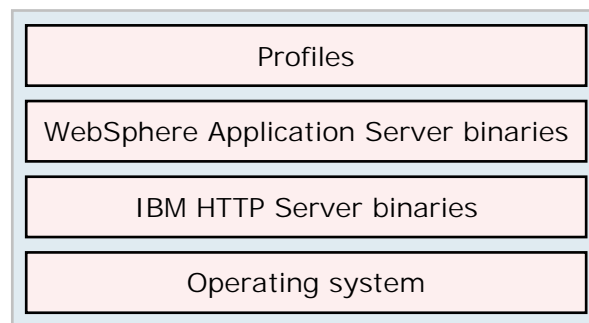 Profiles
WebSphere Application Server binaries
IBM HTTP Server binaries
Operating system